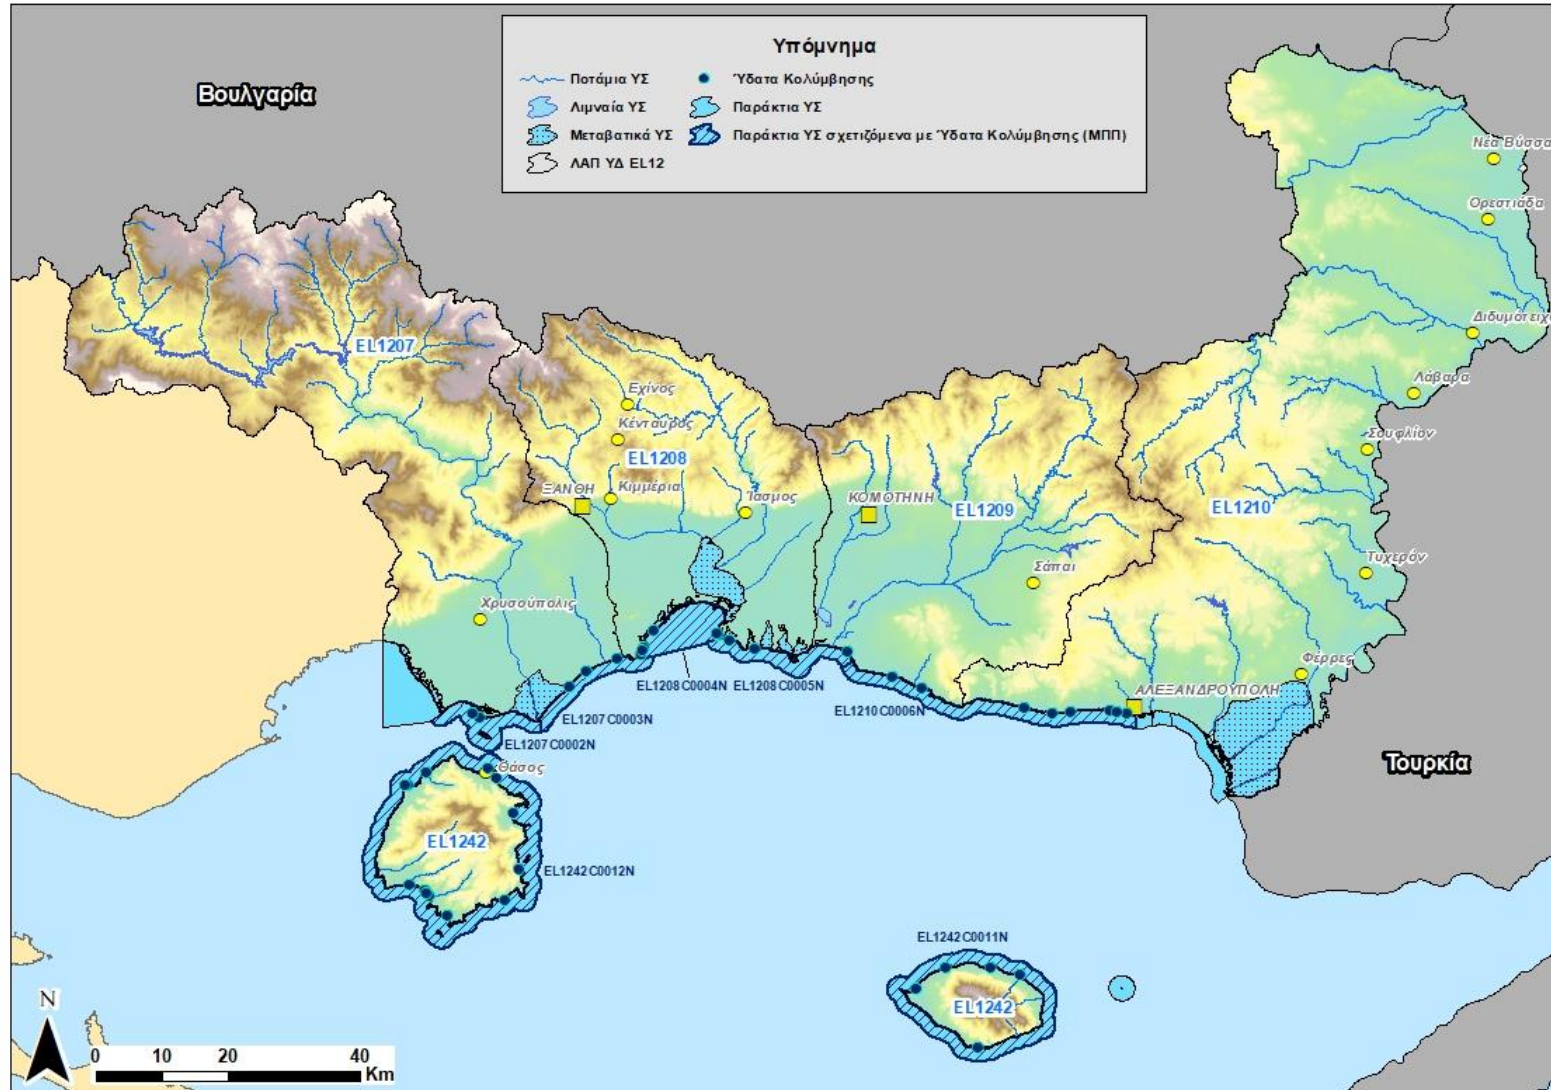 Υπόμνημα
Ποτάμια ΥΣ
Ύδατα Κολύμβησης
Λιμναία ΥΣ
Παράκτια ΥΣ
Μεταβατικά ΥΣ
Παράκτια ΥΣ σχετιζόμενα με Ύδατα Κολύμβησης (ΜΠΠ)
ΛΑΠ ΥΔ EL12
Βουλγαρία
Νέα Βύσσα
Ορεστιάδα
Διδυμότειχ
EL1207
Λάβαρα
Εχίνος
Κένταυρος
Σουφλίον
EL1208
ΞΑΝΘΗ
Κιμμέρια
Ίασμος
ΚΟΜΟΤΗΝΗ
EL1209
EL1210
Τυχερόν
Σάπαι
Χρυσούπολις
Φέρρες
EL1208C0004N
EL1208C0005N
ΑΛΕΞΑΝΔΡΟΥΠΟΛΗ
EL1207C0003N
EL1210C0006N
EL1207C0002N
Θάσος
Τουρκία
EL1242
EL1242C0012N
EL1242C0011N
EL1242
N
0 10 20 40
Km